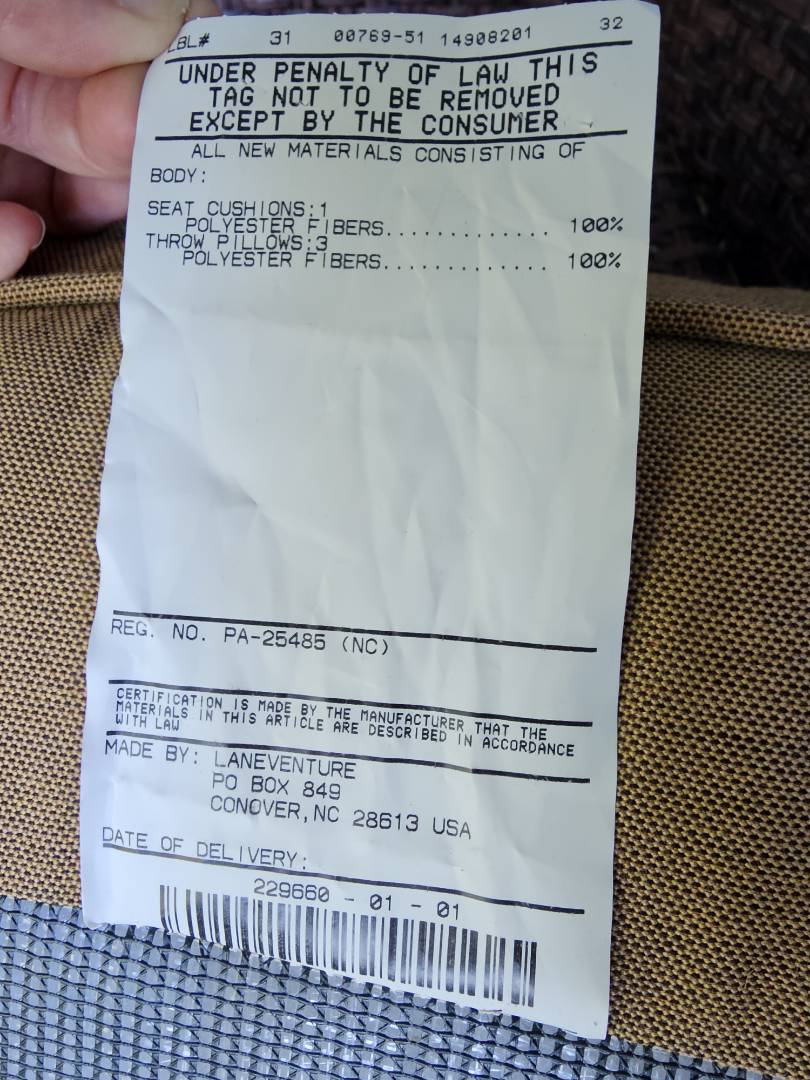 LBL# 31 00769-51 14908201 32
UNDER PENALTY OF LAW THIS
TAG NOT TO BE REMOVED
EXCEPT BY THE CONSUMER
ALL NEW MATERIALS CONSISTING OF
BODY:
SEAT CUSHIONS:1
POLYESTER FIBERS............. 100%
THROW PILLOWS:3
POLYESTER FIBERS............. 100%
REG. NO. PA-25485 (NC)
CERTIFICATION IS MADE BY THE MANUFACTURER THAT THE
MATERIALS IN THIS ARTICLE ARE DESCRIBED IN ACCORDANCE
WITH LAW
MADE BY: LANEVENTURE
PO BOX 849
CONOVER,NC 28613 USA
DATE OF DELIVERY:
229660 - 01 - 01